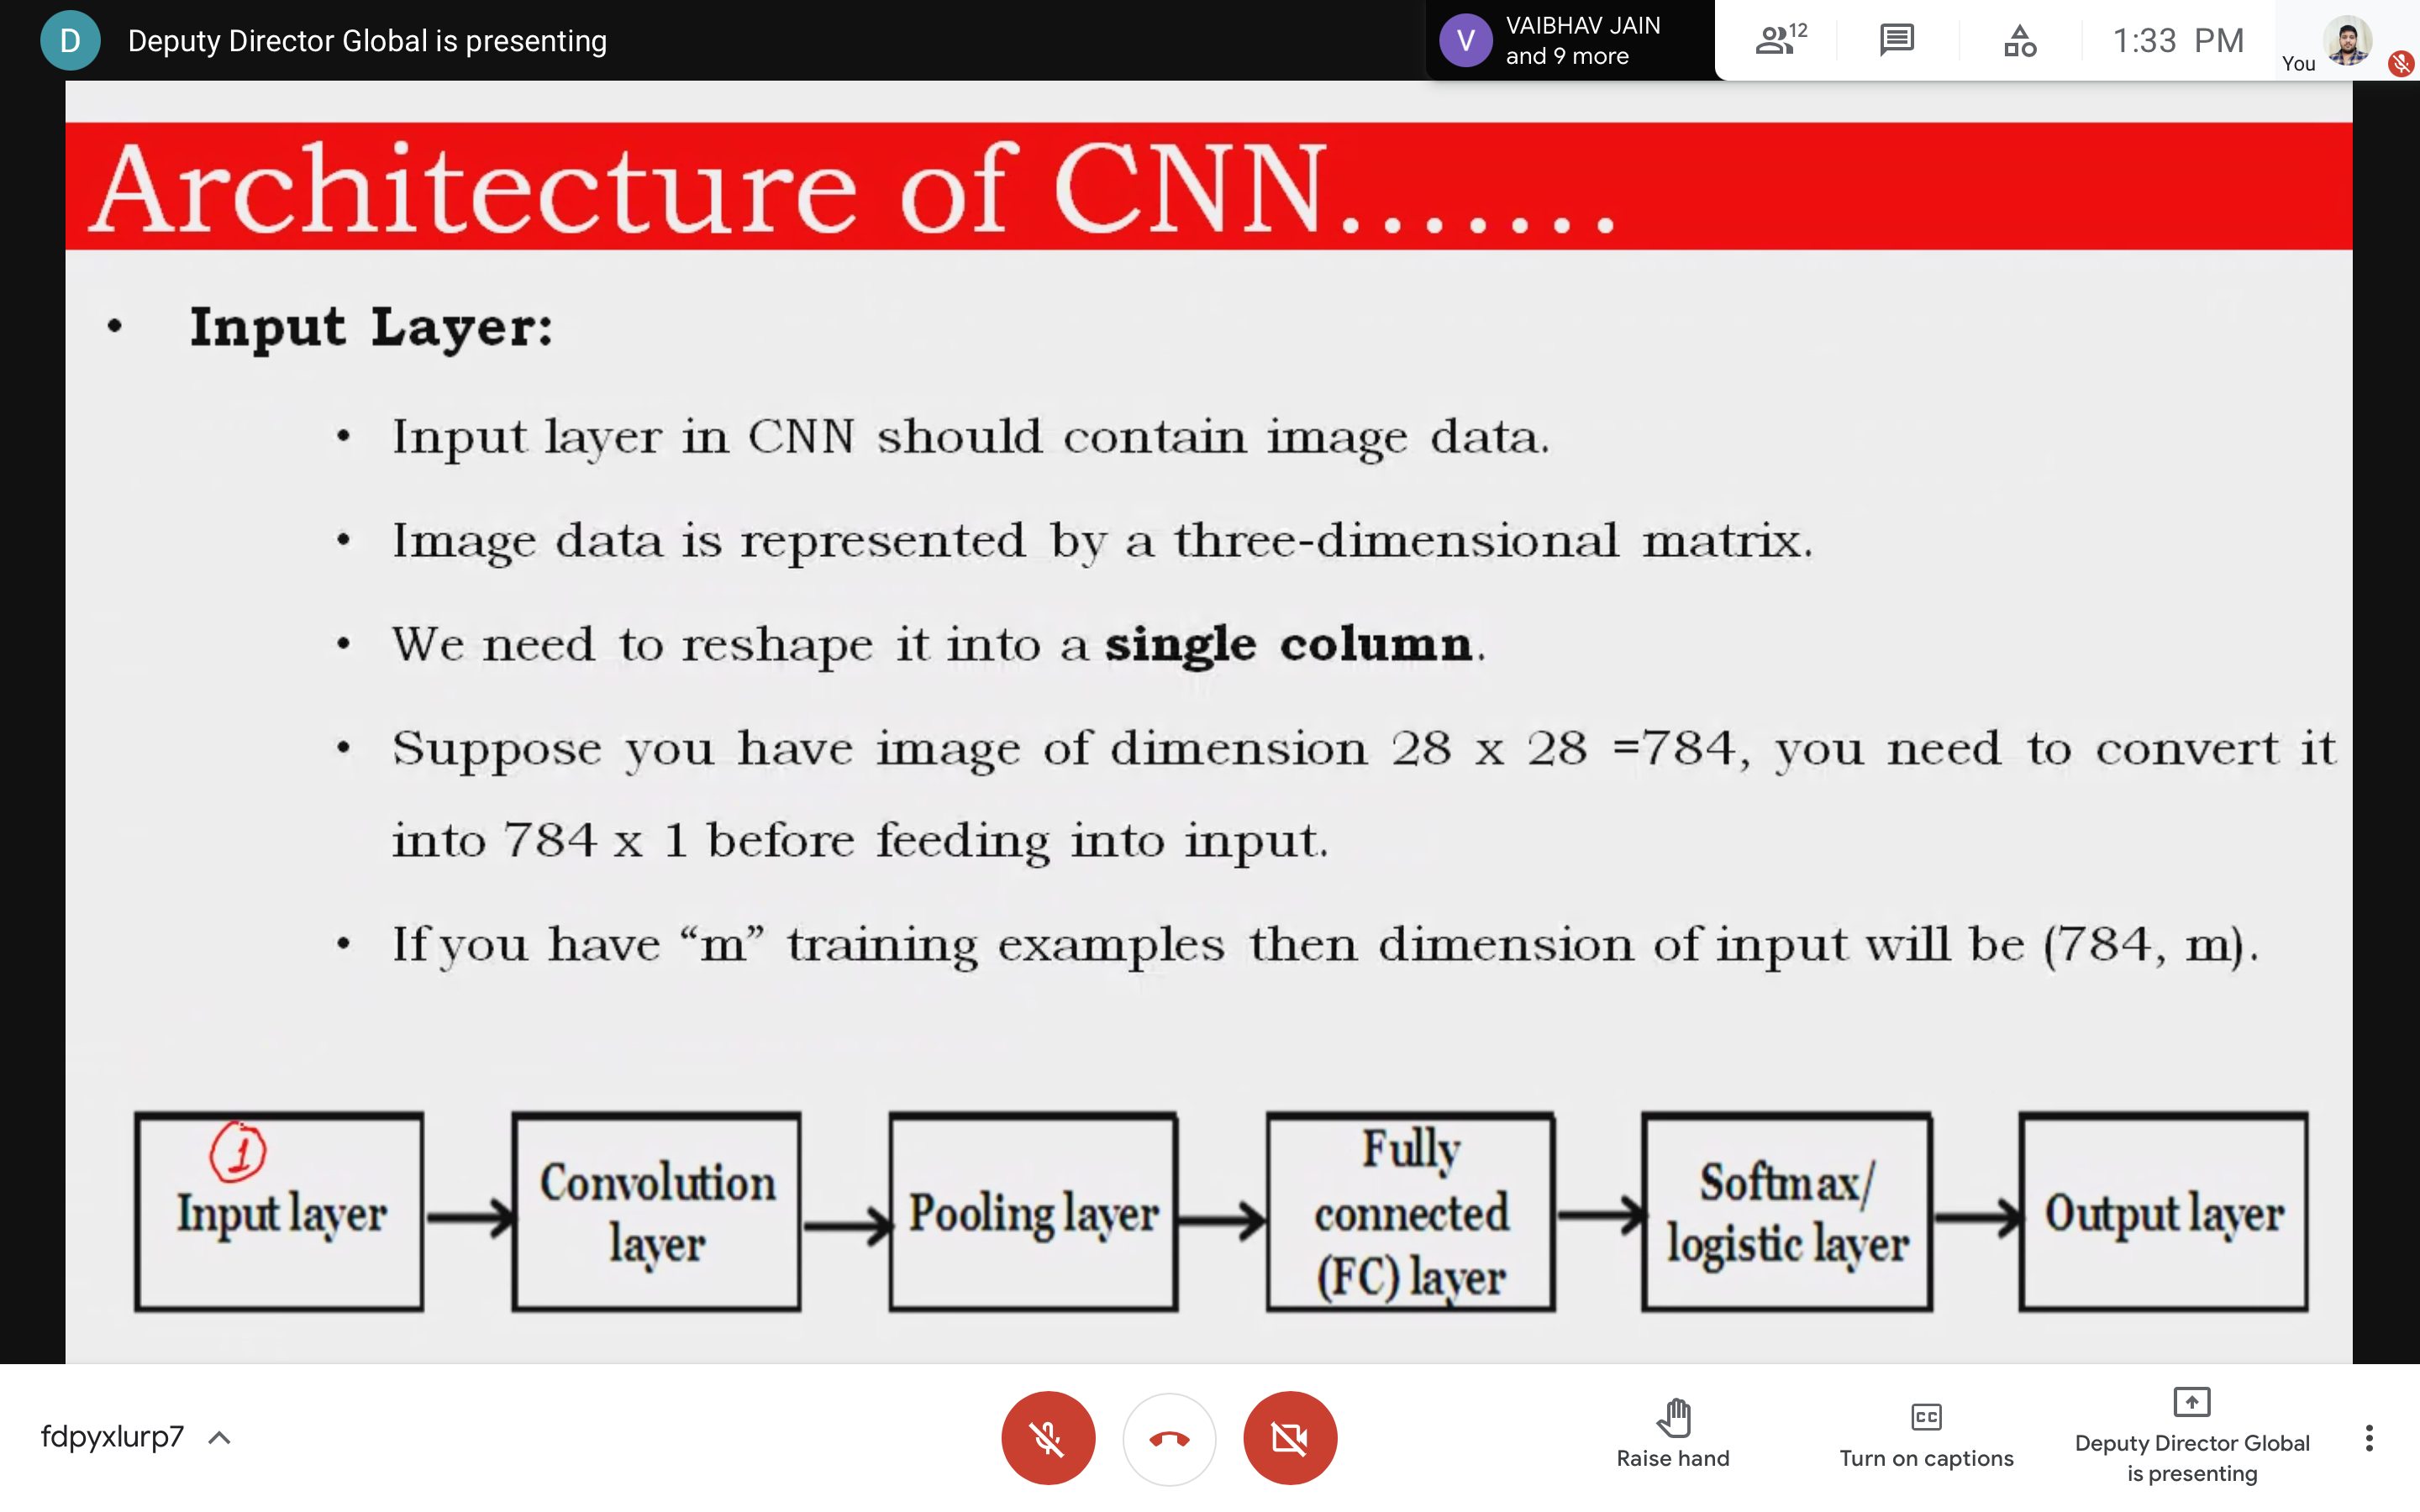 D Deputy Director Global is presenting
V VAIBHAV JAIN
and 9 more
12
1:33 PM
You
Architecture of CNN.......
• Input Layer:
• Input layer in CNN should contain image data.
• Image data is represented by a three-dimensional matrix.
• We need to reshape it into a single column.
• Suppose you have image of dimension 28 x 28 =784, you need to convert it
into 784 x 1 before feeding into input.
• If you have “m” training examples then dimension of input will be (784, m).
1
Input layer
Convolution
layer
Pooling layer
Fully
connected
(FC) layer
Softmax/
logistic layer
Output layer
fdpyxlurp7
Raise hand
CC
Turn on captions
Deputy Director Global
is presenting